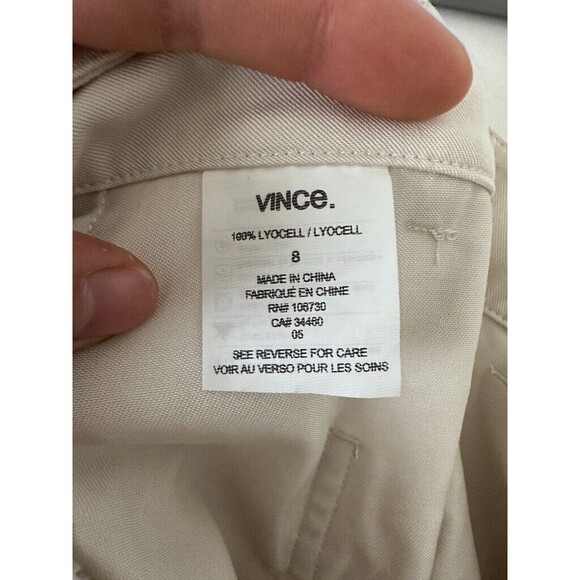 VINCE.
100% LYOCELL / LYOCELL
8
MADE IN CHINA
FABRIQUÉ EN CHINE
RN# 106730
CA# 34460
05
SEE REVERSE FOR CARE
VOIR AU VERSO POUR LES SOINS